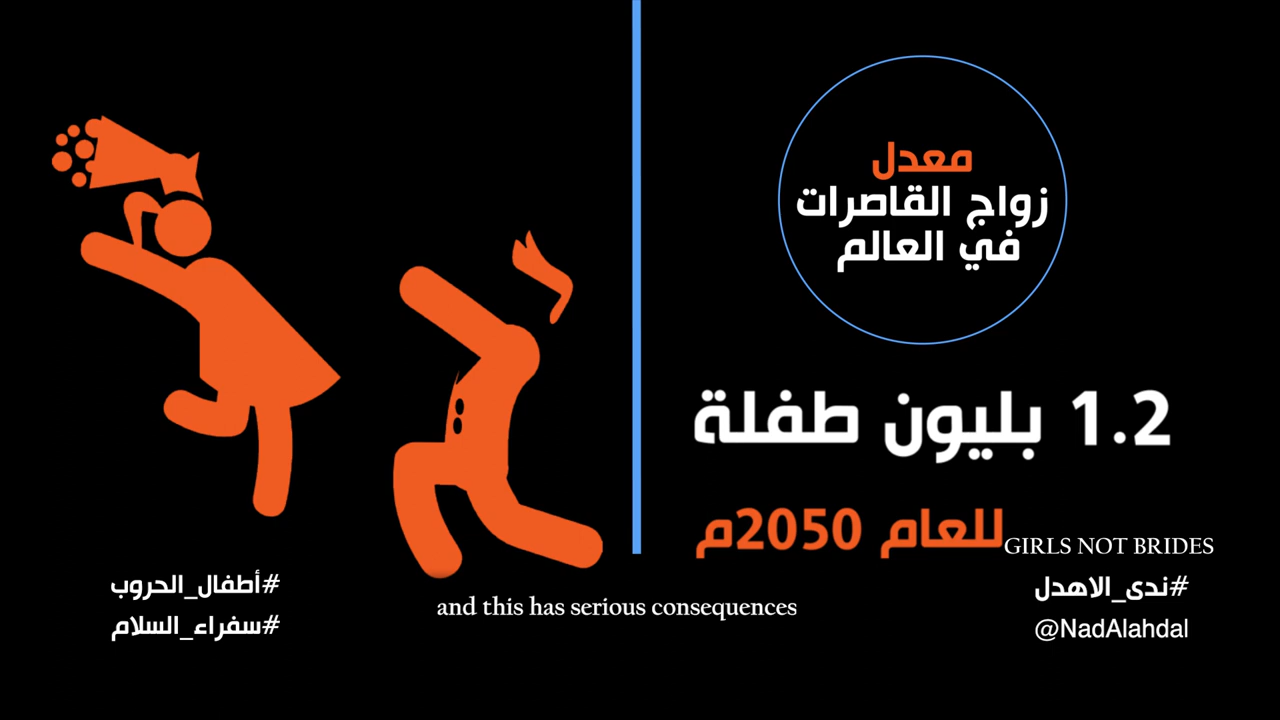 معدل
زواج القاصرات
في العالم
1.2 بليون طفلة
للعام 2050م
GIRLS NOT BRIDES
#أطفال_الحروب
#سفراء_السلام
and this has serious consequences
#ندى_الاهدل
@NadAlahdal